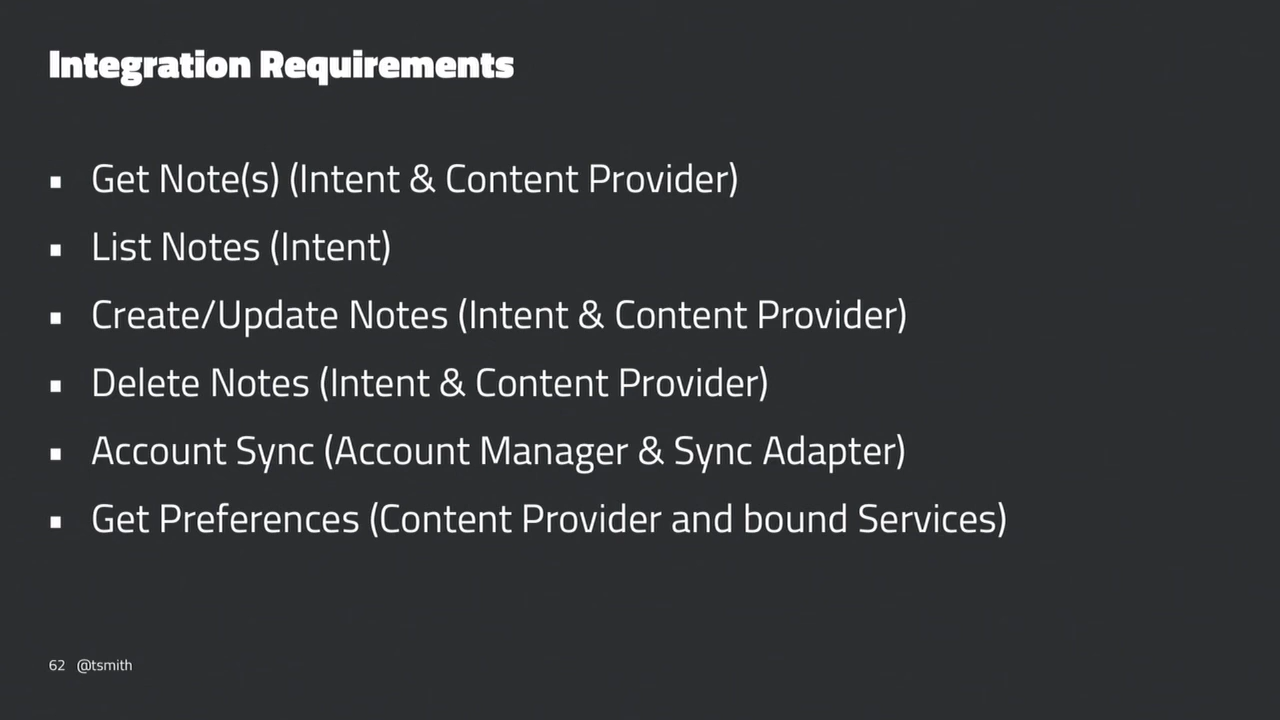 Integration Requirements
▪ Get Note(s) (Intent & Content Provider)
▪ List Notes (Intent)
▪ Create/Update Notes (Intent & Content Provider)
▪ Delete Notes (Intent & Content Provider)
▪ Account Sync (Account Manager & Sync Adapter)
▪ Get Preferences (Content Provider and bound Services)
62 @tsmith